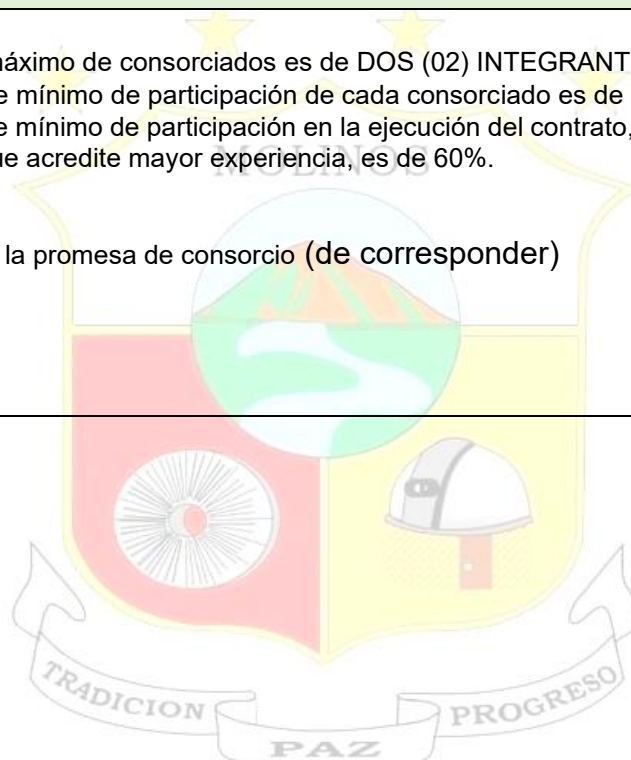 máximo de consorciados es de DOS (02) INTEGRANT
e mínimo de participación de cada consorciado es de
e mínimo de participación en la ejecución del contrato,
ue acredite mayor experiencia, es de 60%.
MOLINOS
la promesa de consorcio (de corresponder)
TRADICION
PROGRESO
PAZ